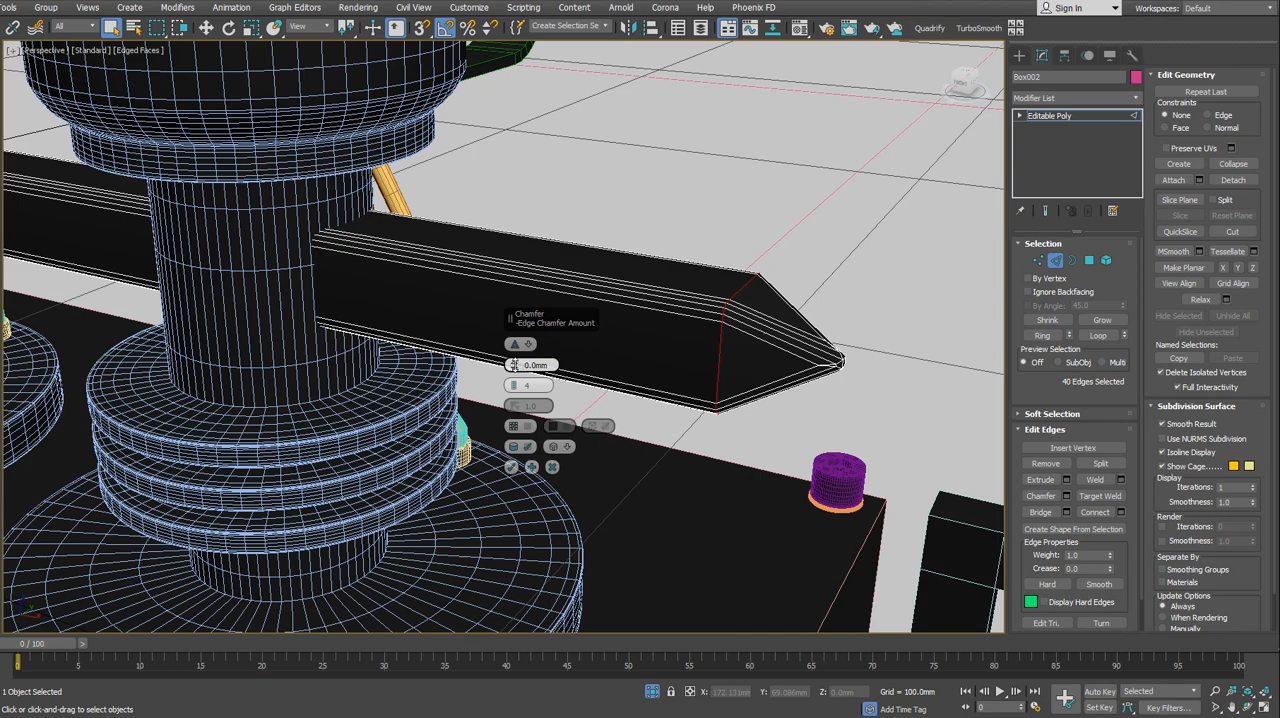 Tools Group Views Create Modifiers Animation Graph Editors Rendering Civil View Customize Scripting Content Arnold Corona Help Phoenix FD Sign In Workspaces: Default
All View Create Selection Se Quadrify TurboSmooth
[+] [Perspective] [Standard] [Edged Faces]
Chamfer
-Edge Chamfer Amount
0.0mm
4
1.0
Box002
Modifier List
Editable Poly
Selection
By Vertex
Ignore Backfacing
By Angle: 45.0
Shrink Grow
Ring Loop
Preview Selection
Off SubObj Multi
40 Edges Selected
Soft Selection
Edit Edges
Insert Vertex
Remove Split
Extrude Weld
Chamfer Target Weld
Bridge Connect
Create Shape From Selection
Edge Properties
Weight: 1.0
Crease: 0.0
Hard Smooth
Display Hard Edges
Edit Tri. Turn
Edit Geometry
Repeat Last
Constraints
None Edge
Face Normal
Preserve UVs
Create Collapse
Attach Detach
Slice Plane Split
Slice Reset Plane
QuickSlice Cut
MSmooth Tessellate
Make Planar X Y Z
View Align Grid Align
Relax
Hide Selected Unhide All
Hide Unselected
Named Selections:
Copy Paste
Delete Isolated Vertices
Full Interactivity
Subdivision Surface
Smooth Result
Use NURMS Subdivision
Isoline Display
Show Cage......
Display
Iterations: 1
Smoothness: 1.0
Render
Iterations: 0
Smoothness: 1.0
Separate By
Smoothing Groups
Materials
Update Options
Always
When Rendering
Manually
0 / 100
0 5 10 15 20 25 30 35 40 45 50 55 60 65 70 75 80 85 90 95 100
1 Object Selected
X: 172.131mm Y: 69.086mm Z: 0.0mm Grid = 100.0mm
Auto Key Selected
Click or click-and-drag to select objects
Add Time Tag
0
Set Key Key Filters...